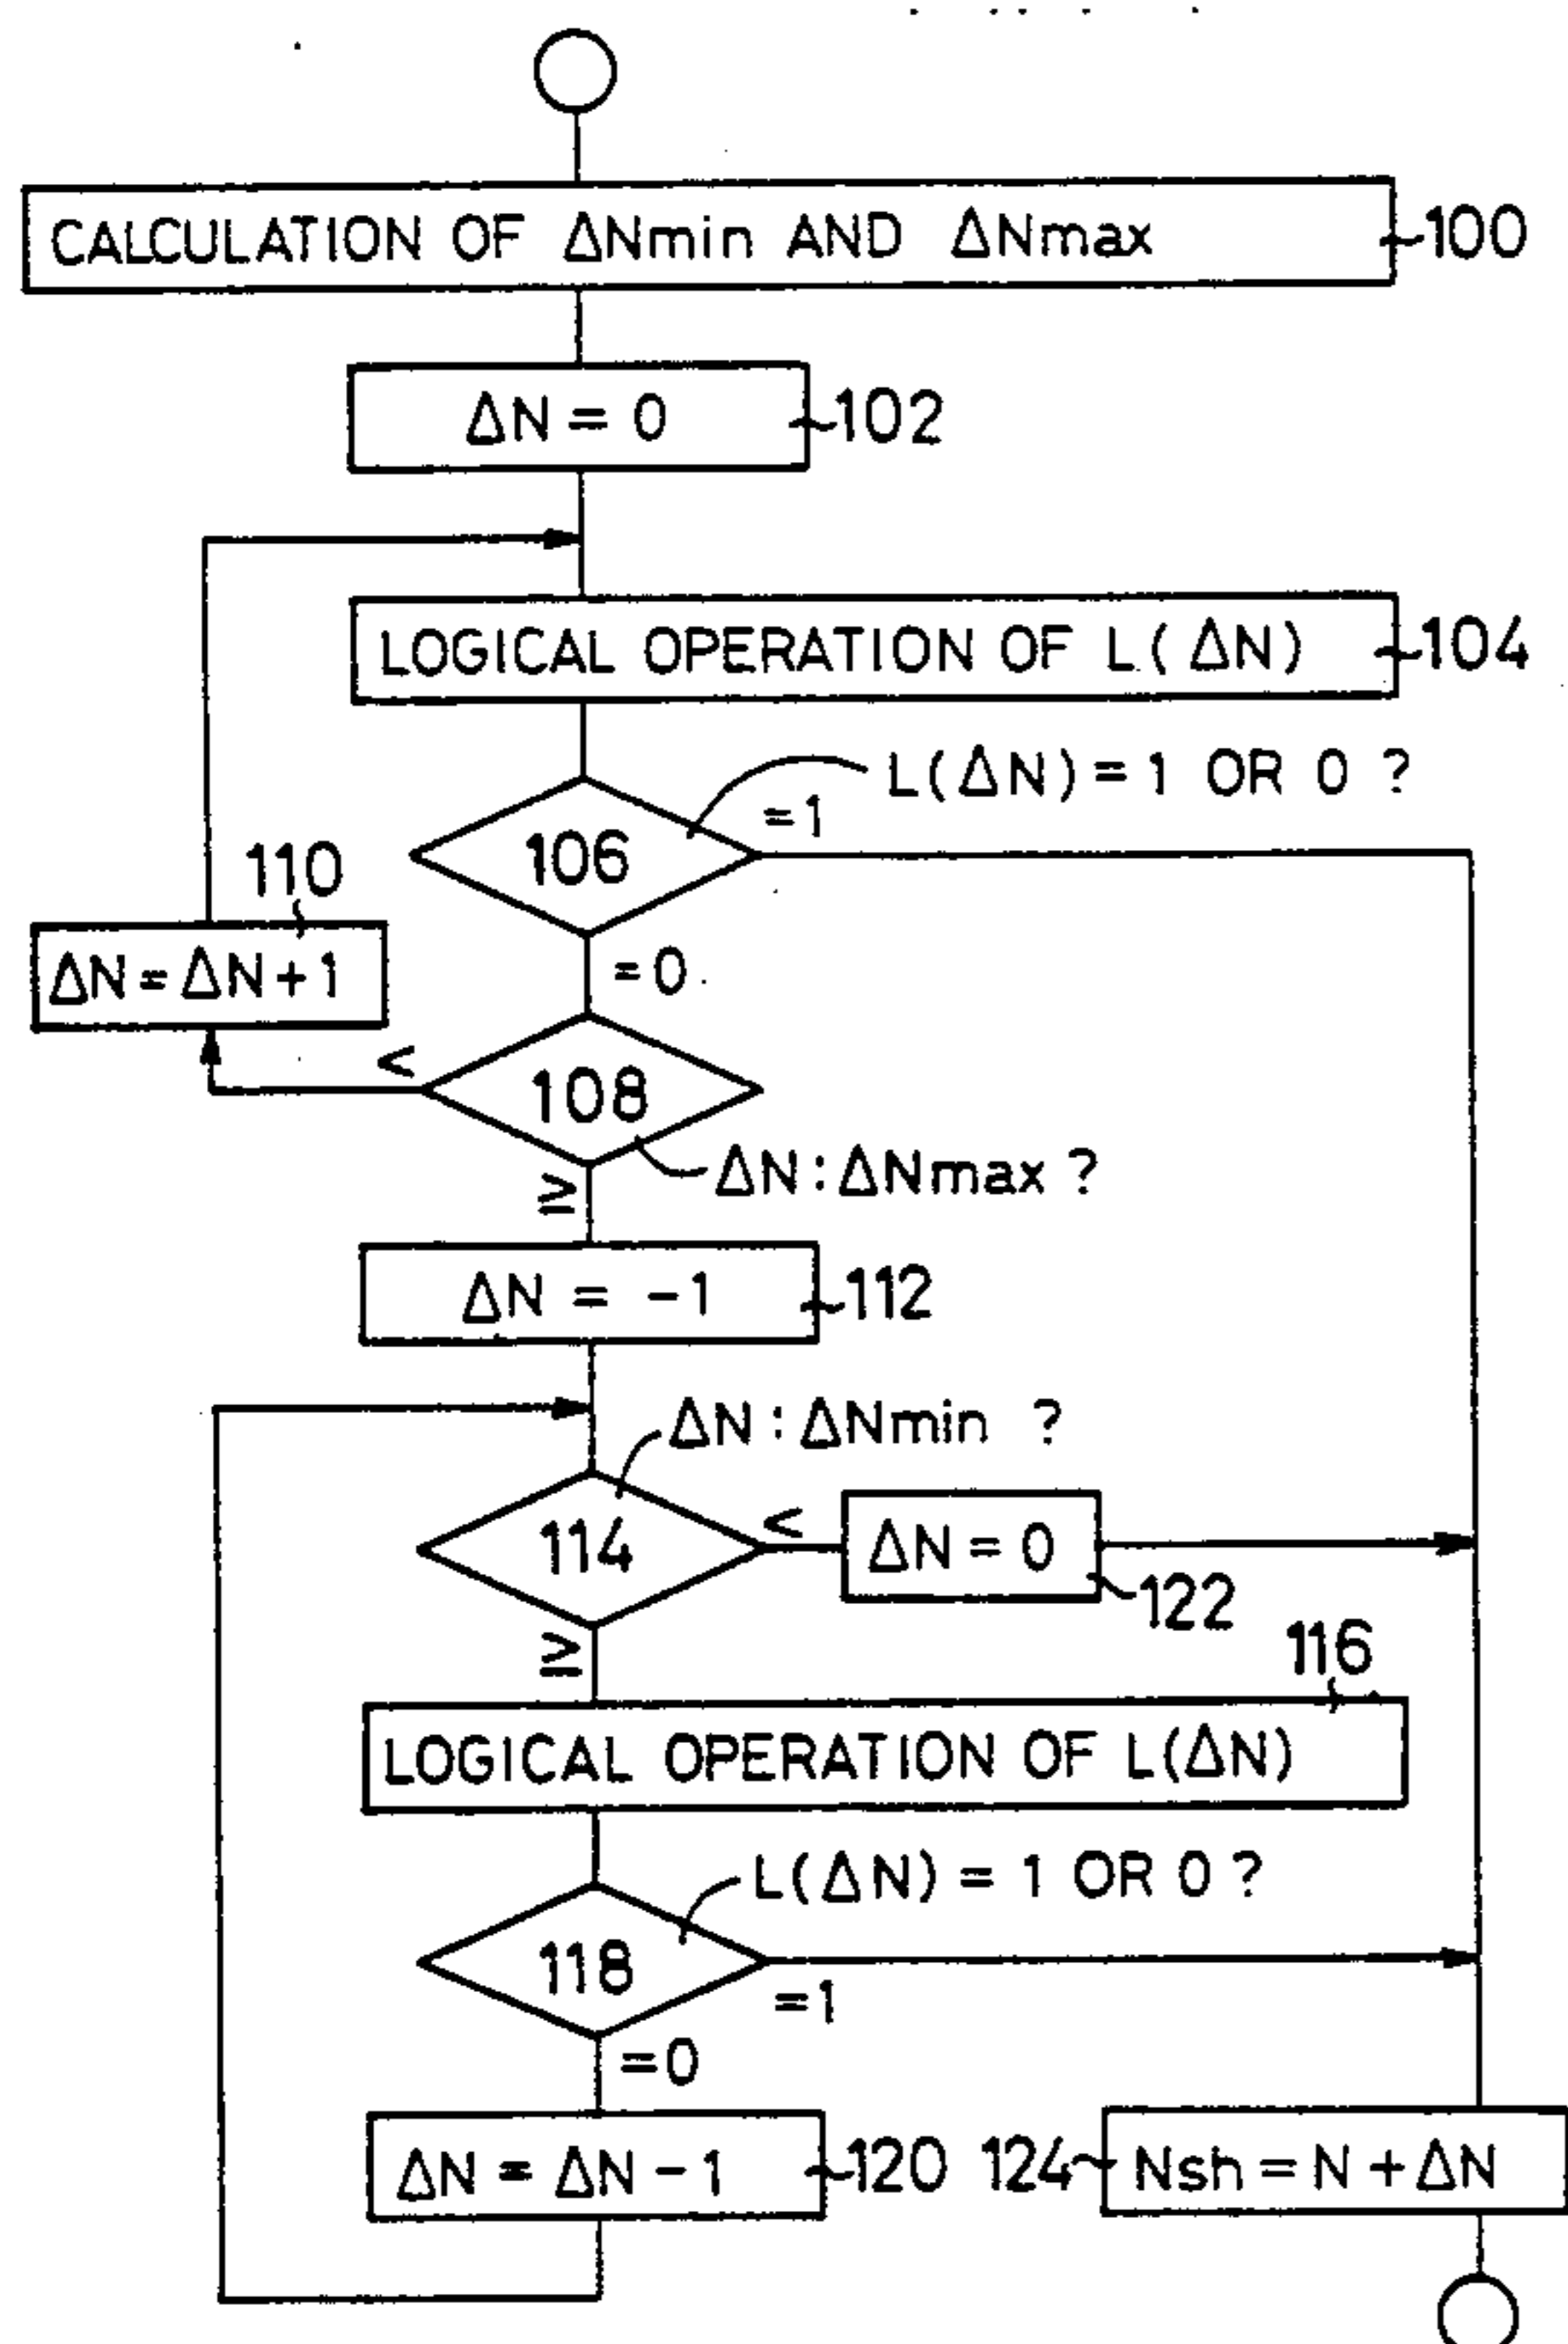 CALCULATION OF ΔNmin AND ΔNmax
100
ΔN = 0
102
LOGICAL OPERATION OF L(ΔN)
104
L(ΔN) = 1 OR 0 ?
=1
106
110
ΔN = ΔN + 1
=0
<
108
ΔN : ΔNmax ?
≥
ΔN = -1
112
ΔN : ΔNmin ?
114
<
ΔN = 0
122
≥
116
LOGICAL OPERATION OF L(ΔN)
L(ΔN) = 1 OR 0 ?
118
=1
=0
ΔN = ΔN - 1
120
124
Nsh = N + ΔN